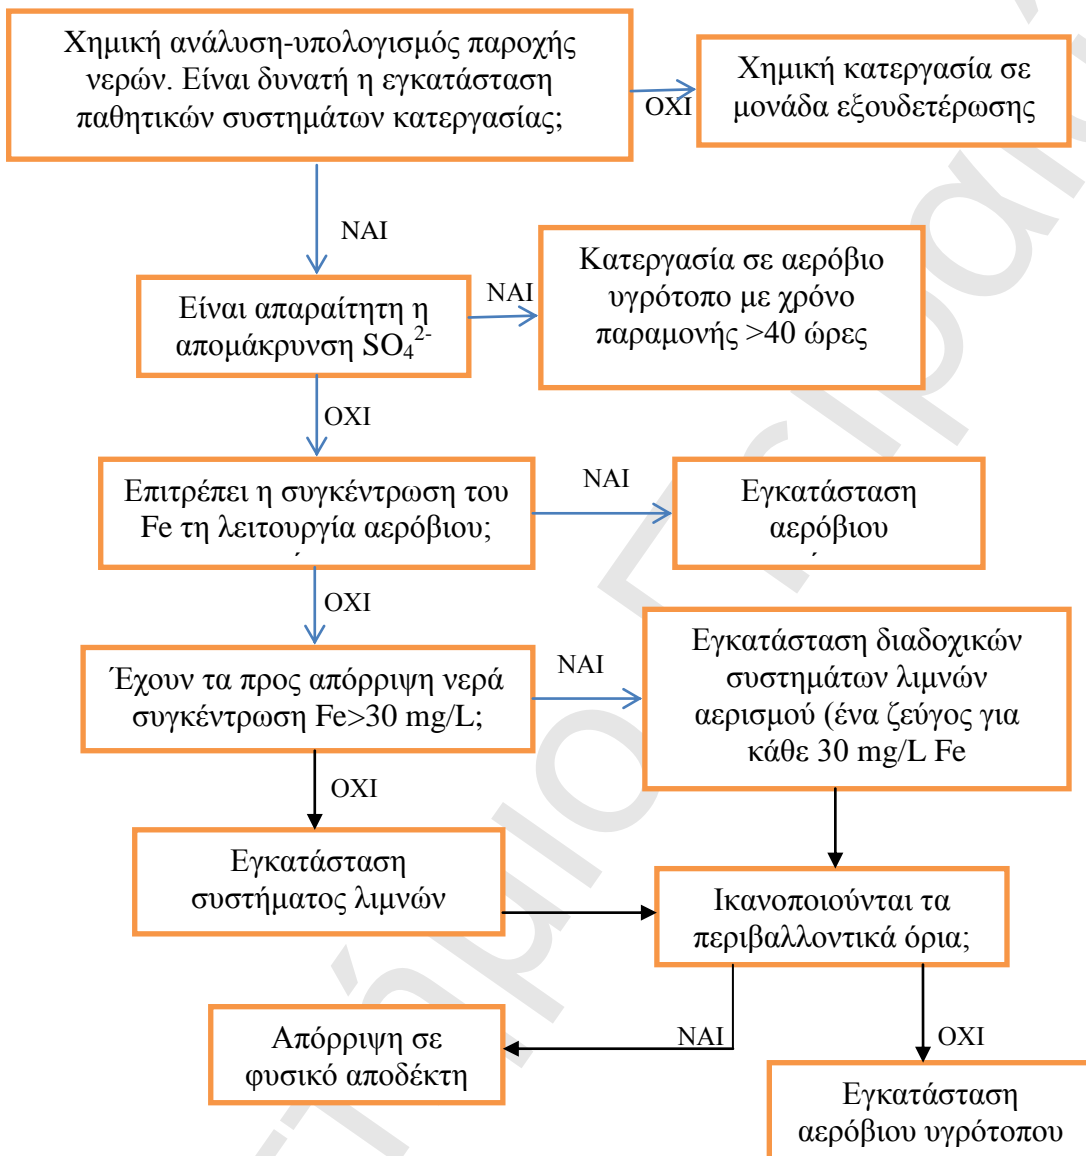 Χημική ανάλυση-υπολογισμός παροχής
νερών. Είναι δυνατή η εγκατάσταση
παθητικών συστημάτων κατεργασίας;
ΟΧΙ
Χημική κατεργασία σε
μονάδα εξουδετέρωσης
ΝΑΙ
Είναι απαραίτητη η
απομάκρυνση SO₄²⁻
ΝΑΙ
Κατεργασία σε αερόβιο
υγρότοπο με χρόνο
παραμονής >40 ώρες
ΟΧΙ
Επιτρέπει η συγκέντρωση του
Fe τη λειτουργία αερόβιου;
ΝΑΙ
Εγκατάσταση
αερόβιου
ΟΧΙ
Έχουν τα προς απόρριψη νερά
συγκέντρωση Fe>30 mg/L;
ΝΑΙ
Εγκατάσταση διαδοχικών
συστημάτων λιμνών
αερισμού (ένα ζεύγος για
κάθε 30 mg/L Fe
ΟΧΙ
Εγκατάσταση
συστήματος λιμνών
Ικανοποιούνται τα
περιβαλλοντικά όρια;
ΝΑΙ
Απόρριψη σε
φυσικό αποδέκτη
ΟΧΙ
Εγκατάσταση
αερόβιου υγρότοπου